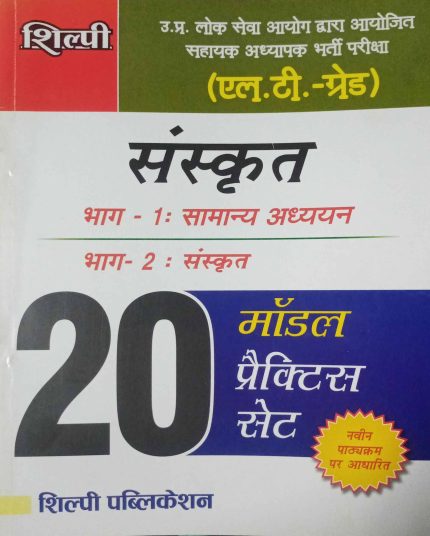 शिल्पी
उ.प्र. लोक सेवा आयोग द्वारा आयोजित
सहायक अध्यापक भर्ती परीक्षा
(एल.टी.-ग्रेड)
संस्कृत
भाग - 1: सामान्य अध्ययन
भाग- 2 : संस्कृत
20
मॉडल
प्रैक्टिस
सेट
नवीन
पाठ्यक्रम
पर आधारित
शिल्पी पब्लिकेशन